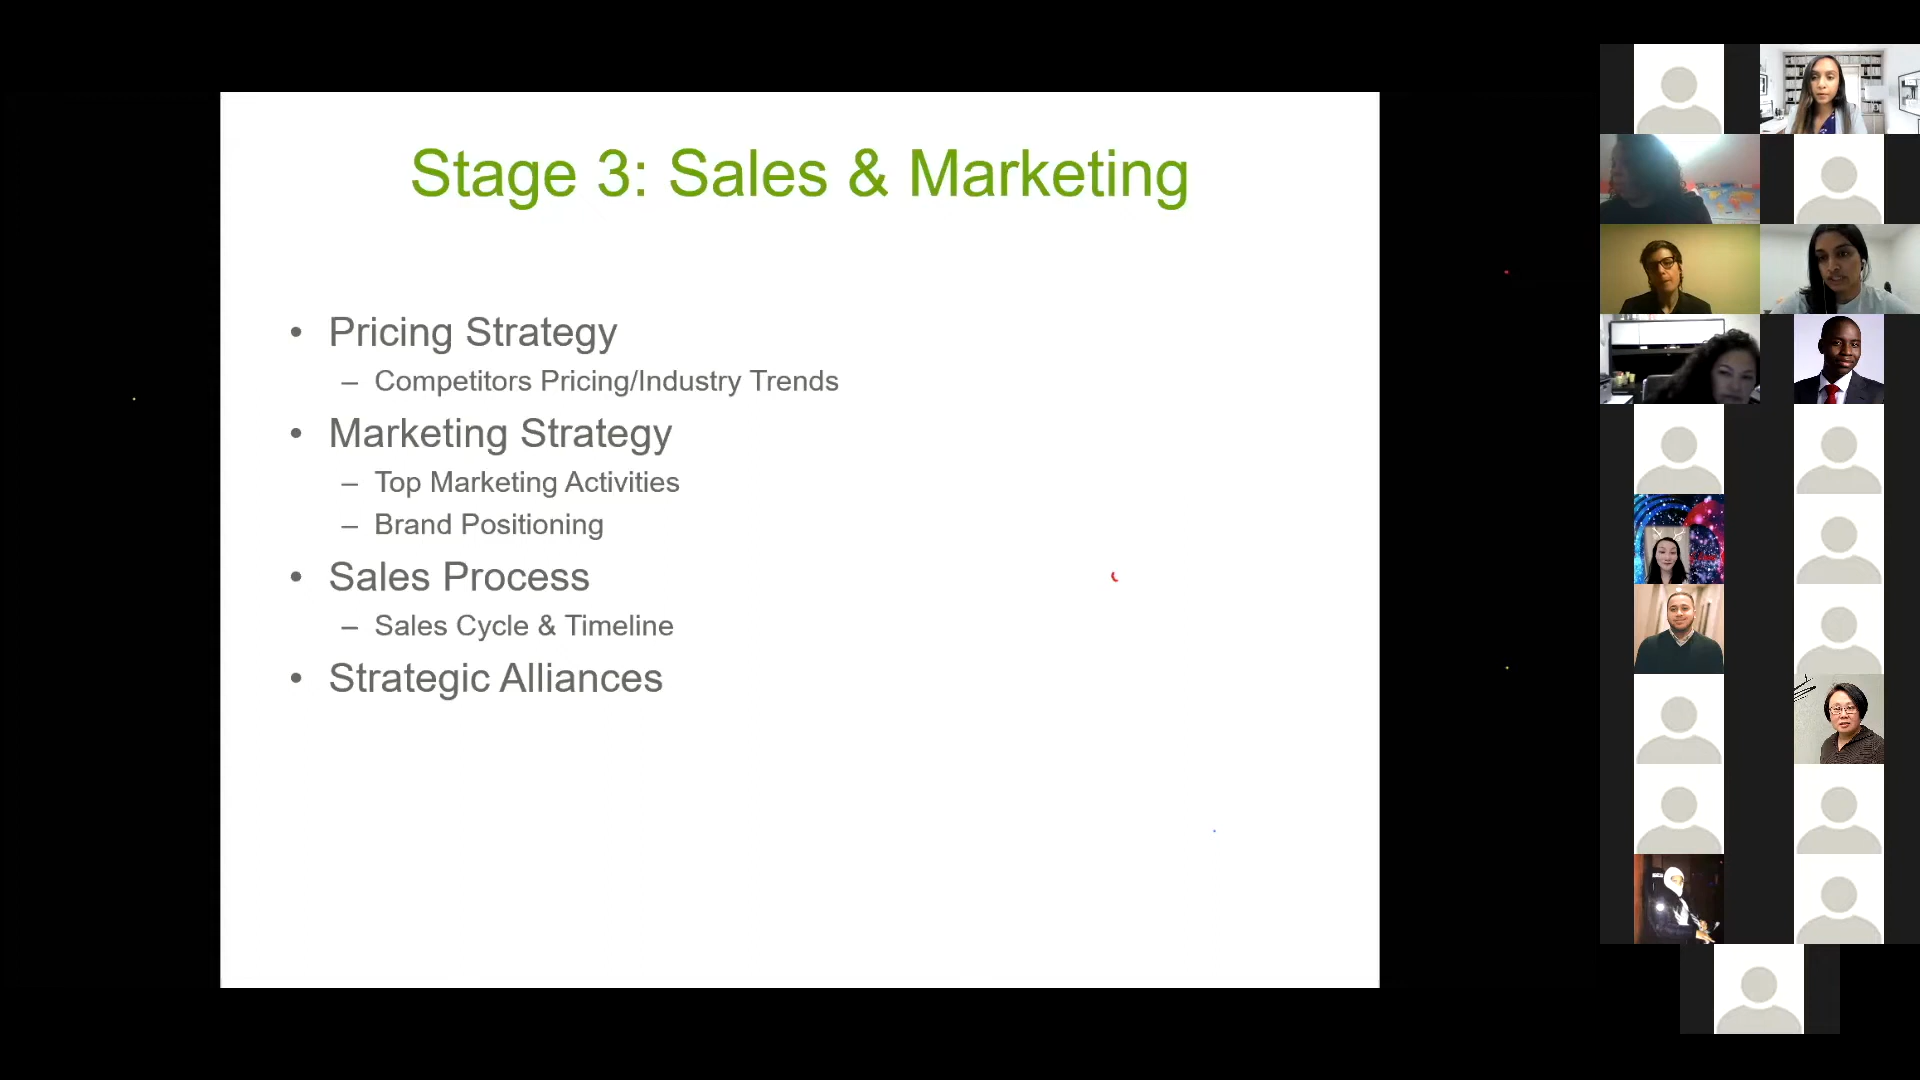 Stage 3: Sales & Marketing
• Pricing Strategy
– Competitors Pricing/Industry Trends
• Marketing Strategy
– Top Marketing Activities
– Brand Positioning
• Sales Process
– Sales Cycle & Timeline
• Strategic Alliances